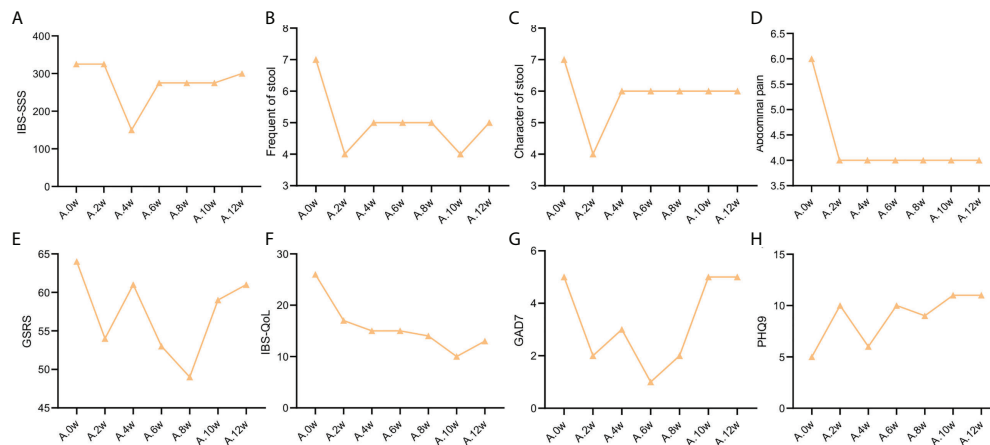 A
IBS-SSS
400
300
200
100
0
A.0w A.2w A.4w A.6w A.8w A.10w A.12w
B
Frequent of stool
8
7
6
5
4
3
A.0w A.2w A.4w A.6w A.8w A.10w A.12w
C
Character of stool
8
7
6
5
4
3
A.0w A.2w A.4w A.6w A.8w A.10w A.12w
D
Abdominal pain
6.5
6.0
5.5
5.0
4.5
4.0
3.5
A.0w A.2w A.4w A.6w A.8w A.10w A.12w
E
GSRS
65
60
55
50
45
A.0w A.2w A.4w A.6w A.8w A.10w A.12w
F
IBS-QoL
30
20
10
0
A.0w A.2w A.4w A.6w A.8w A.10w A.12w
G
GAD7
6
4
2
0
A.0w A.2w A.4w A.6w A.8w A.10w A.12w
H
PHQ9
15
10
5
0
A.0w A.2w A.4w A.6w A.8w A.10w A.12w